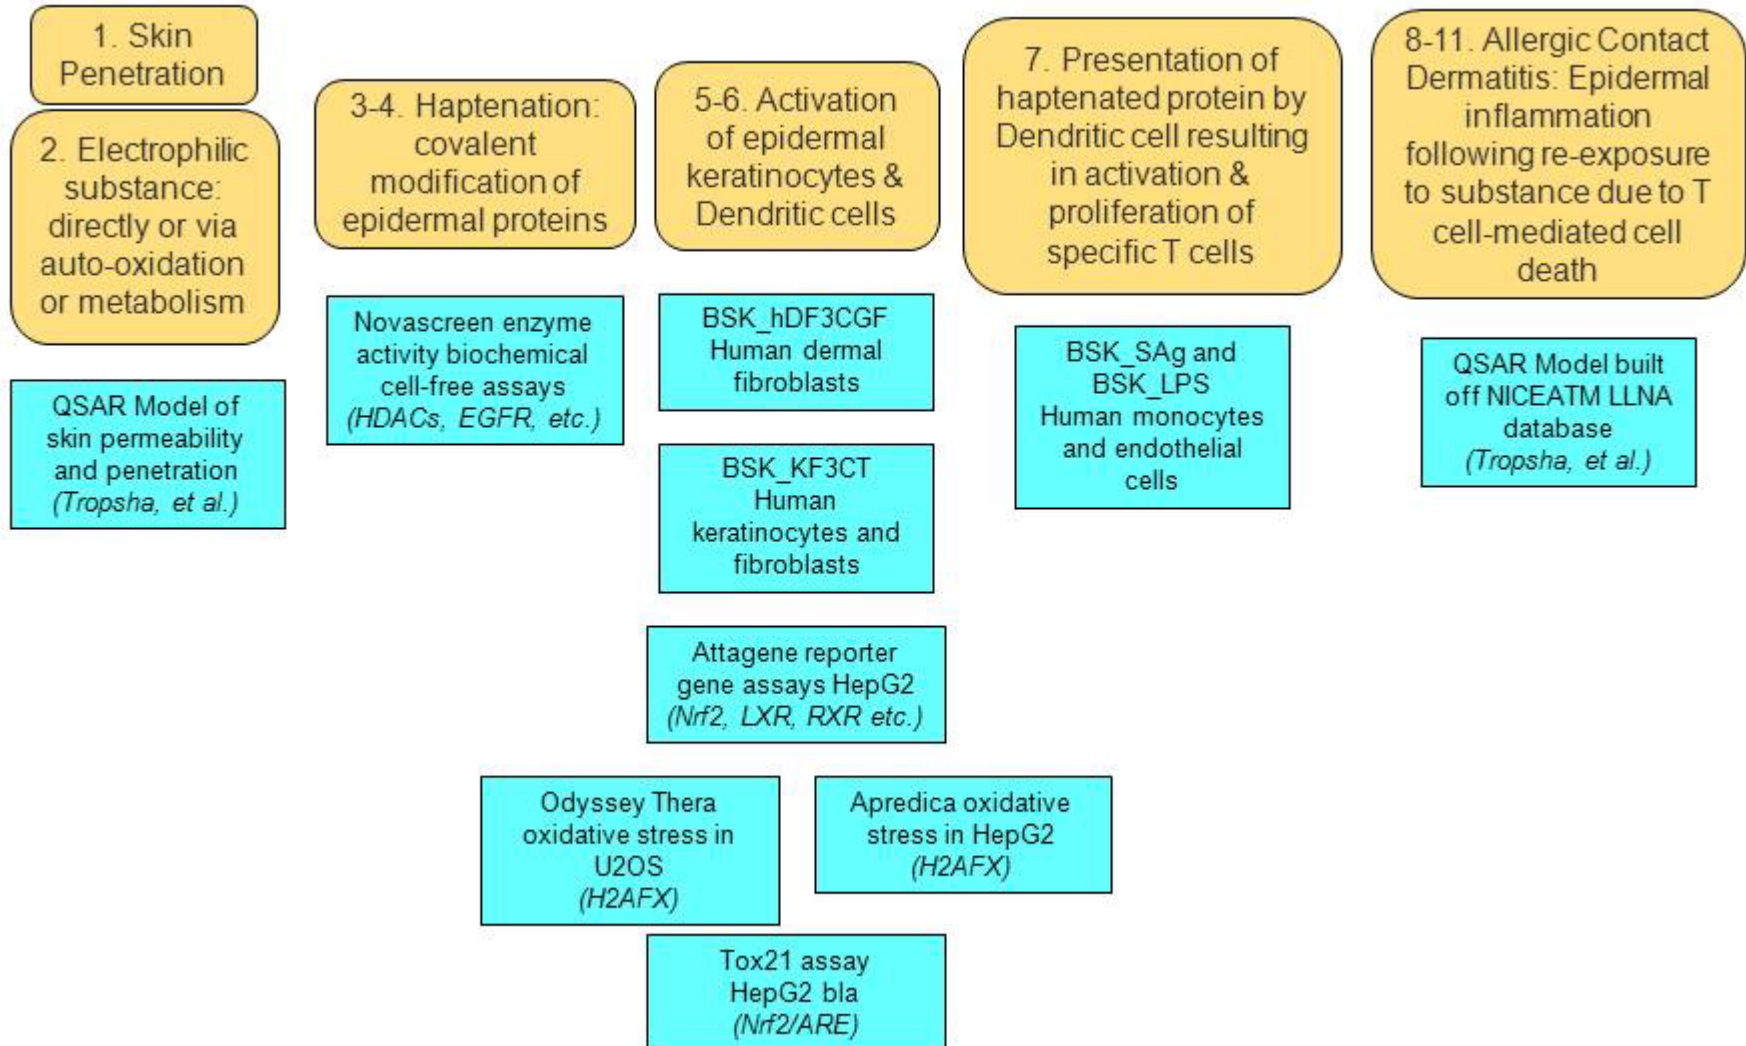 1. Skin
Penetration
2. Electrophilic
substance:
directly or via
auto-oxidation
or metabolism
QSAR Model of
skin permeability
and penetration
(Tropsha, et al.)
3-4. Haptenation:
covalent
modification of
epidermal proteins
Novascreen enzyme
activity biochemical
cell-free assays
(HDACs, EGFR, etc.)
5-6. Activation
of epidermal
keratinocytes &
Dendritic cells
BSK_hDF3CGF
Human dermal
fibroblasts
BSK_KF3CT
Human
keratinocytes and
fibroblasts
Attagene reporter
gene assays HepG2
(Nrf2, LXR, RXR etc.)
Odyssey Thera
oxidative stress in
U2OS
(H2AFX)
Apredica oxidative
stress in HepG2
(H2AFX)
Tox21 assay
HepG2 bla
(Nrf2/ARE)
7. Presentation of
haptenated protein by
Dendritic cell resulting
in activation &
proliferation of
specific T cells
BSK_SAg and
BSK_LPS
Human monocytes
and endothelial
cells
8-11. Allergic Contact
Dermatitis: Epidermal
inflammation
following re-exposure
to substance due to T
cell-mediated cell
death
QSAR Model built
off NICEATM LLNA
database
(Tropsha, et al.)